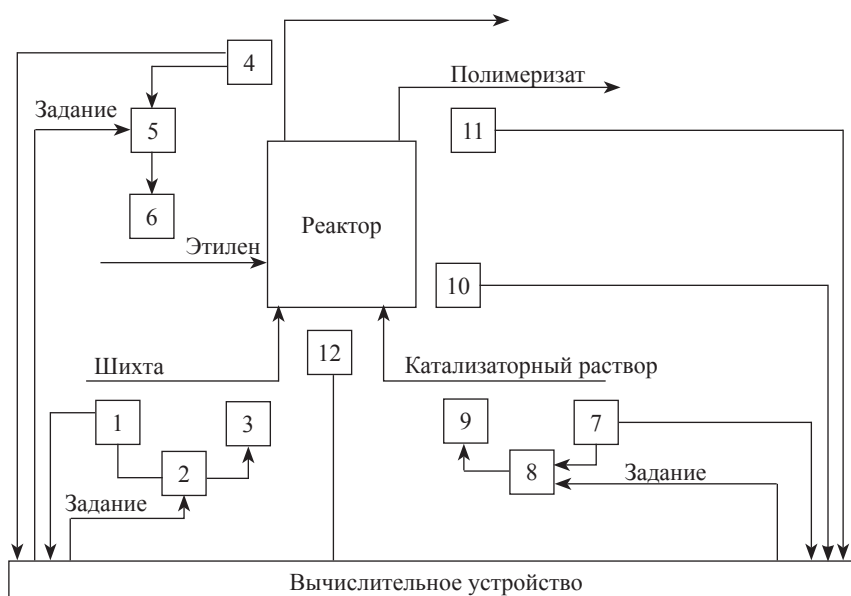 4
Полимеризат
Задание
5
11
6
Реактор
Этилен
10
12
Шихта
Катализаторный раствор
1
3
9
7
2
8
Задание
Задание
Вычислительное устройство